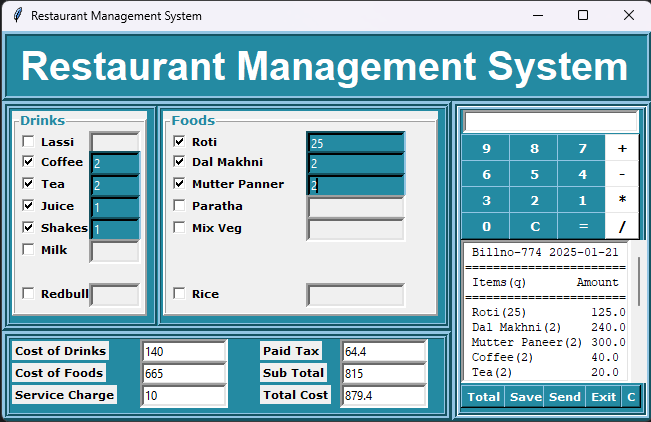 Restaurant Management System
Restaurant Management System
Drinks
Lassi
Coffee 2
Tea 2
Juice 1
Shakes 1
Milk
Redbull
Foods
Roti 25
Dal Makhni 2
Mutter Panner 2
Paratha
Mix Veg
Rice
Cost of Drinks 140
Cost of Foods 665
Service Charge 10
Paid Tax 64.4
Sub Total 815
Total Cost 879.4
9 8 7 +
6 5 4 -
3 2 1 *
0 C = /
Billno-774 2025-01-21
=======================
Items(q) Amount
=======================
Roti(25) 125.0
Dal Makhni(2) 240.0
Mutter Paneer(2) 300.0
Coffee(2) 40.0
Tea(2) 20.0
Total Save Send Exit C